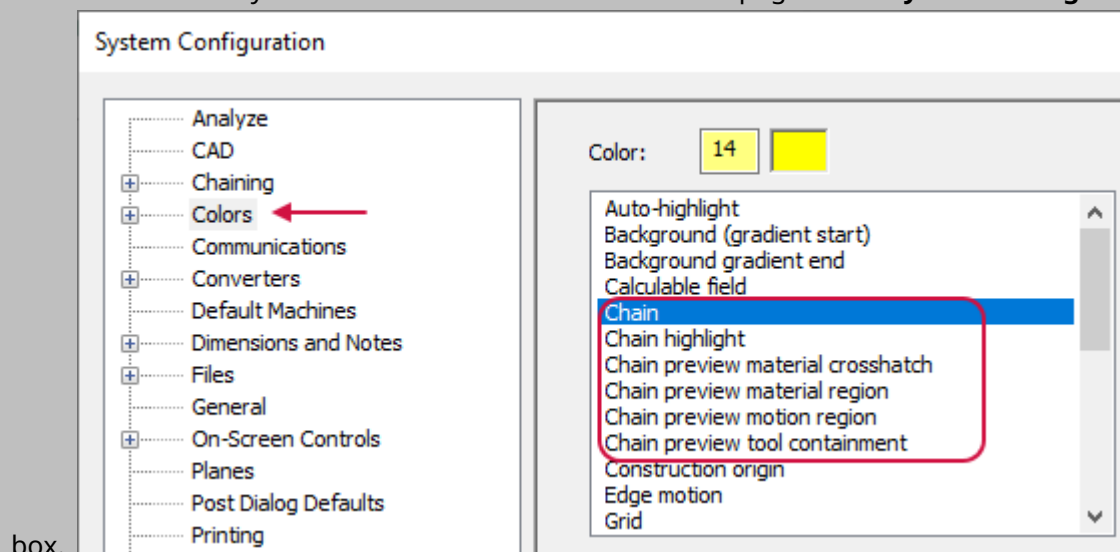 System Configuration
Analyze
CAD
Chaining
Colors
Communications
Converters
Default Machines
Dimensions and Notes
Files
General
On-Screen Controls
Planes
Post Dialog Defaults
Printing
Color: 14
Auto-highlight
Background (gradient start)
Background gradient end
Calculable field
Chain
Chain highlight
Chain preview material crosshatch
Chain preview material region
Chain preview motion region
Chain preview tool containment
Construction origin
Edge motion
Grid
box.